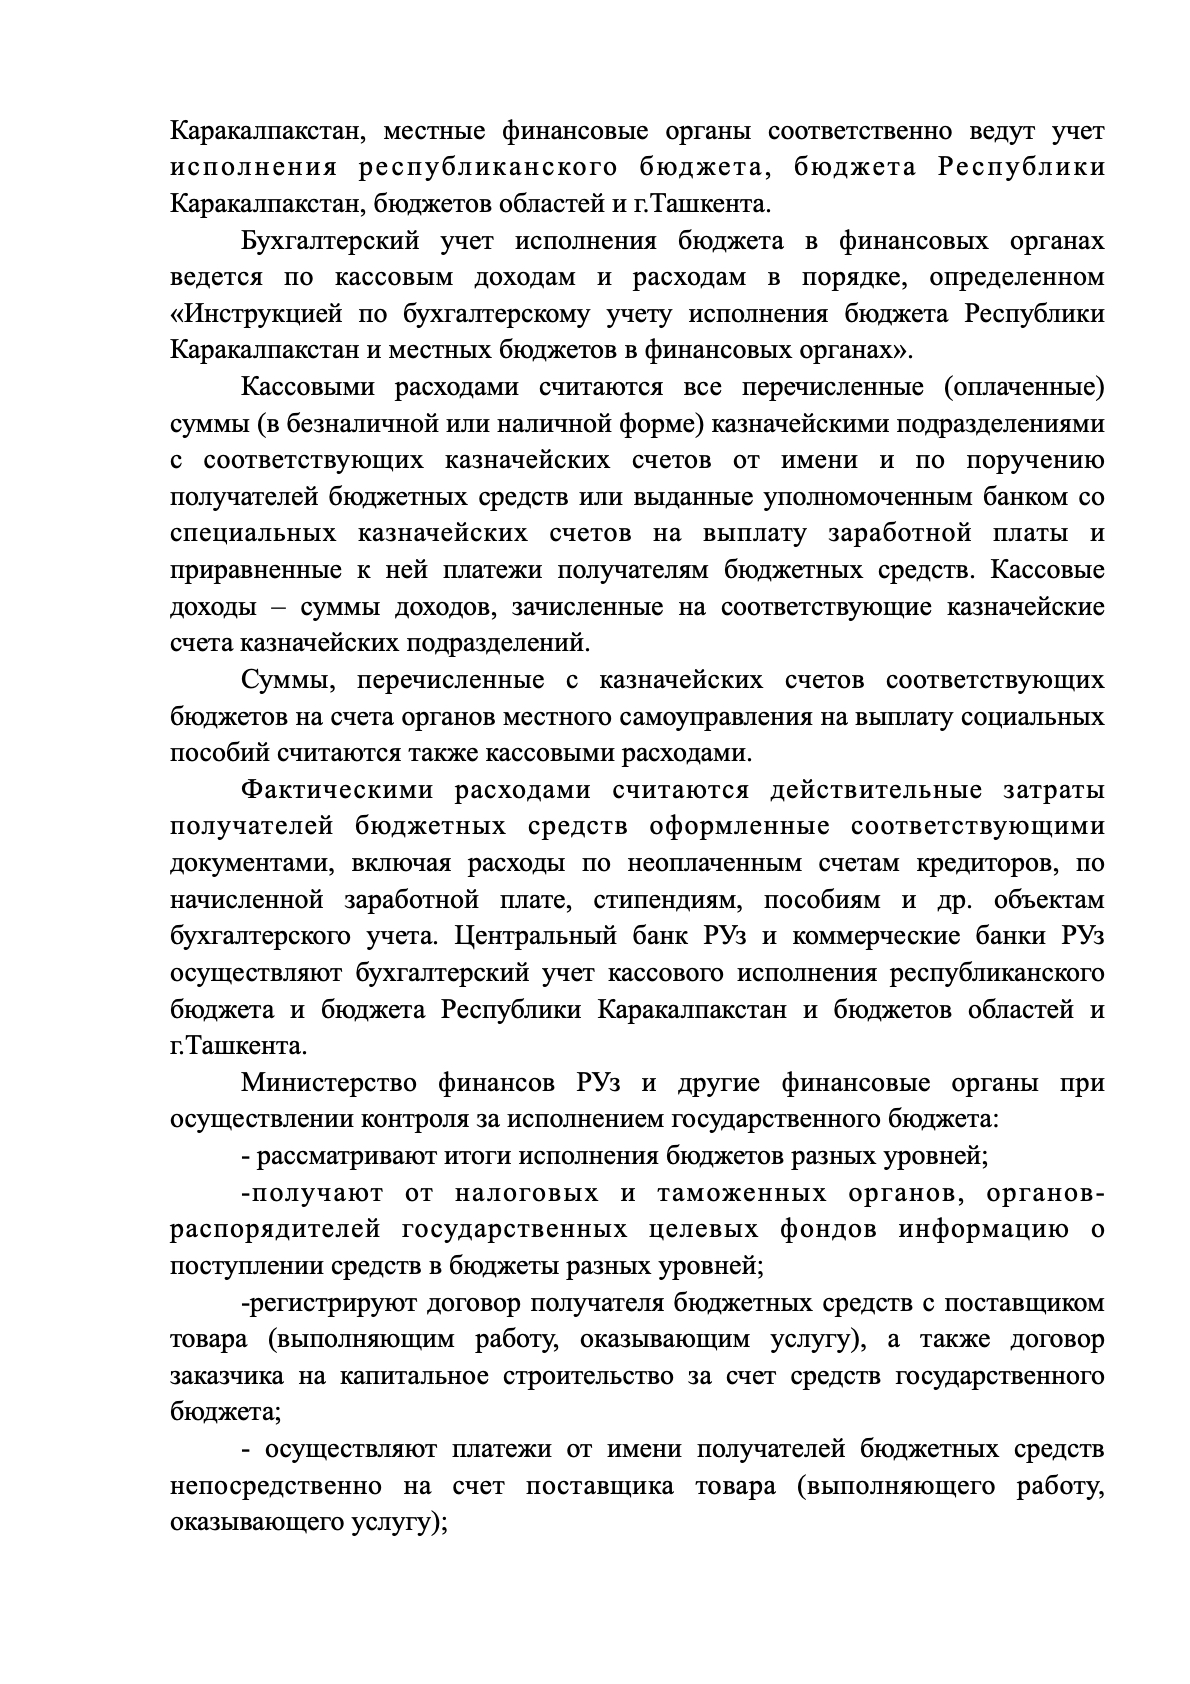 Каракалпакстан, местные финансовые органы соответственно ведут учет
исполнения республиканского бюджета, бюджета Республики
Каракалпакстан, бюджетов областей и г.Ташкента.
Бухгалтерский учет исполнения бюджета в финансовых органах
ведется по кассовым доходам и расходам в порядке, определенном
«Инструкцией по бухгалтерскому учету исполнения бюджета Республики
Каракалпакстан и местных бюджетов в финансовых органах».
Кассовыми расходами считаются все перечисленные (оплаченные)
суммы (в безналичной или наличной форме) казначейскими подразделениями
с соответствующих казначейских счетов от имени и по поручению
получателей бюджетных средств или выданные уполномоченным банком со
специальных казначейских счетов на выплату заработной платы и
приравненные к ней платежи получателям бюджетных средств. Кассовые
доходы – суммы доходов, зачисленные на соответствующие казначейские
счета казначейских подразделений.
Суммы, перечисленные с казначейских счетов соответствующих
бюджетов на счета органов местного самоуправления на выплату социальных
пособий считаются также кассовыми расходами.
Фактическими расходами считаются действительные затраты
получателей бюджетных средств оформленные соответствующими
документами, включая расходы по неоплаченным счетам кредиторов, по
начисленной заработной плате, стипендиям, пособиям и др. объектам
бухгалтерского учета. Центральный банк РУз и коммерческие банки РУз
осуществляют бухгалтерский учет кассового исполнения республиканского
бюджета и бюджета Республики Каракалпакстан и бюджетов областей и
г.Ташкента.
Министерство финансов РУз и другие финансовые органы при
осуществлении контроля за исполнением государственного бюджета:
- рассматривают итоги исполнения бюджетов разных уровней;
-получают от налоговых и таможенных органов, органов-
распорядителей государственных целевых фондов информацию о
поступлении средств в бюджеты разных уровней;
-регистрируют договор получателя бюджетных средств с поставщиком
товара (выполняющим работу, оказывающим услугу), а также договор
заказчика на капитальное строительство за счет средств государственного
бюджета;
- осуществляют платежи от имени получателей бюджетных средств
непосредственно на счет поставщика товара (выполняющего работу,
оказывающего услугу);